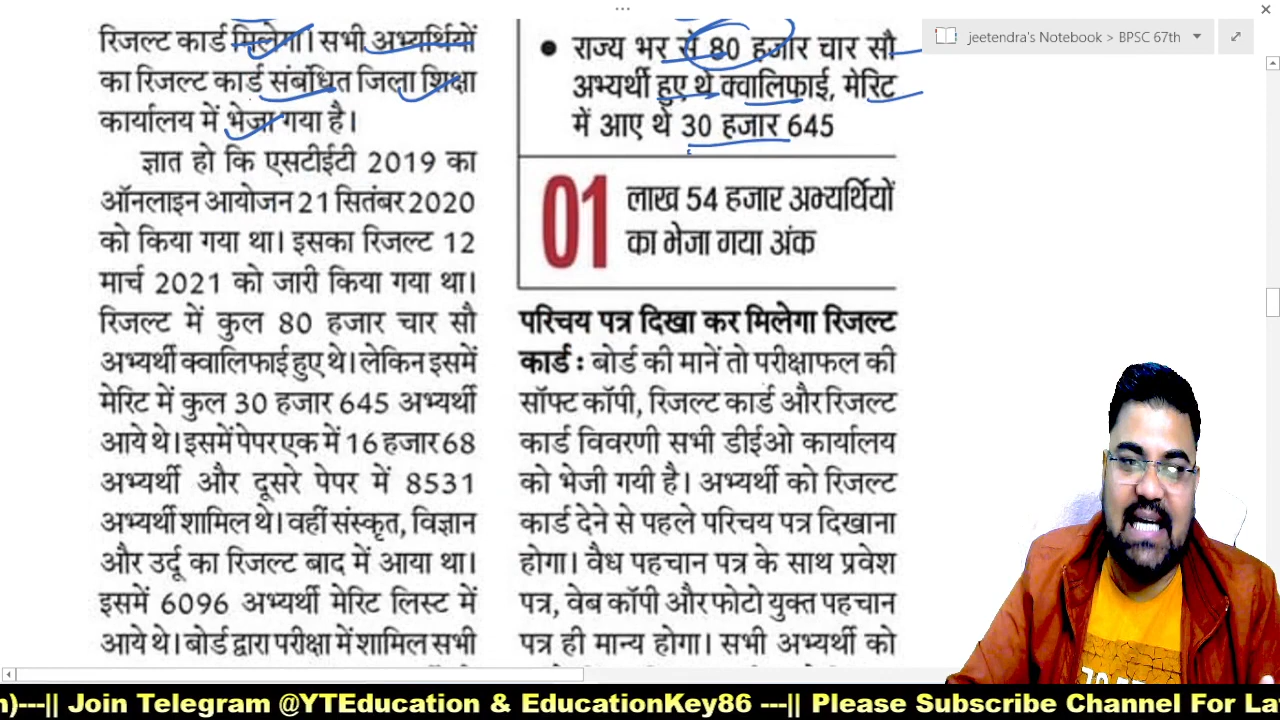 jeetendra's Notebook > BPSC 67th
रिजल्ट कार्ड मिलेगा। सभी अभ्यर्थियों
का रिजल्ट कार्ड संबंधित जिला शिक्षा
कार्यालय में भेजा गया है।
ज्ञात हो कि एसटीईटी 2019 का
ऑनलाइन आयोजन 21 सितंबर 2020
को किया गया था। इसका रिजल्ट 12
मार्च 2021 को जारी किया गया था।
रिजल्ट में कुल 80 हजार चार सौ
अभ्यर्थी क्वालिफाई हुए थे। लेकिन इसमें
मेरिट में कुल 30 हजार 645 अभ्यर्थी
आये थे। इसमें पेपर एक में 16 हजार 68
अभ्यर्थी और दूसरे पेपर में 8531
अभ्यर्थी शामिल थे। वहीं संस्कृत, विज्ञान
और उर्दू का रिजल्ट बाद में आया था।
इसमें 6096 अभ्यर्थी मेरिट लिस्ट में
आये थे। बोर्ड द्वारा परीक्षा में शामिल सभी
● राज्य भर से 80 हजार चार सौ
अभ्यर्थी हुए थे क्वालिफाई, मेरिट
में आए थे 30 हजार 645
01 लाख 54 हजार अभ्यर्थियों
का भेजा गया अंक
परिचय पत्र दिखा कर मिलेगा रिजल्ट
कार्ड : बोर्ड की मानें तो परीक्षाफल की
सॉफ्ट कॉपी, रिजल्ट कार्ड और रिजल्ट
कार्ड विवरणी सभी डीईओ कार्यालय
को भेजी गयी है। अभ्यर्थी को रिजल्ट
कार्ड देने से पहले परिचय पत्र दिखाना
होगा। वैध पहचान पत्र के साथ प्रवेश
पत्र, वेब कॉपी और फोटो युक्त पहचान
पत्र ही मान्य होगा। सभी अभ्यर्थी को
)---|| Join Telegram @YTEducation & EducationKey86 ---|| Please Subscribe Channel For La